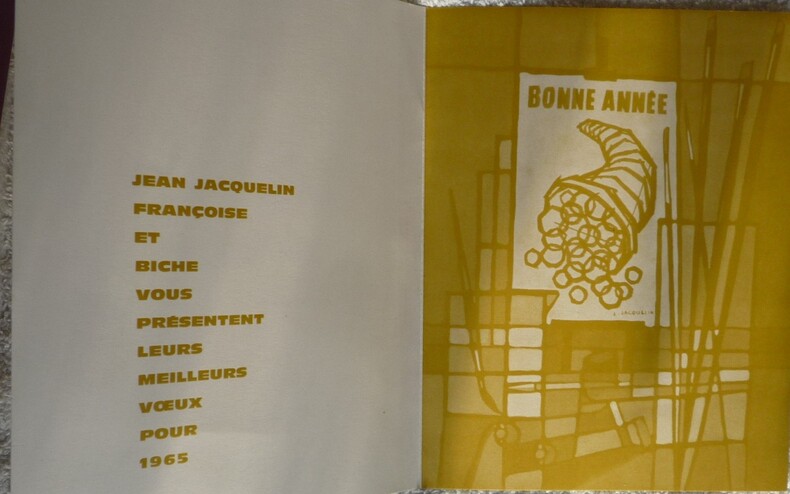 JEAN JACQUELIN
FRANÇOISE
ET
BICHE
VOUS
PRÉSENTENT
LEURS
MEILLEURS
VŒUX
POUR
1965
BONNE ANNÉE
J. JACQUELIN